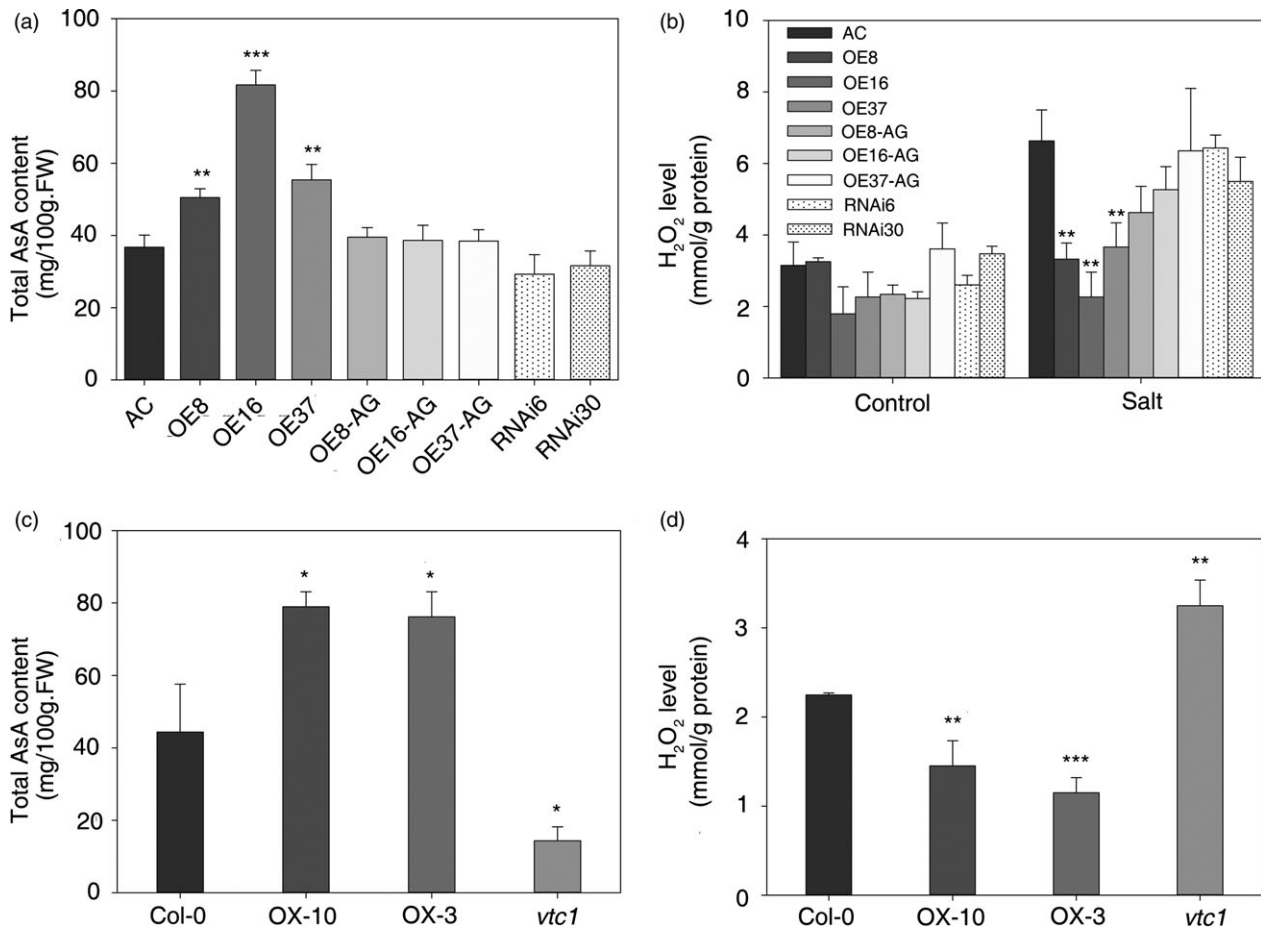 (a)
Total AsA content
(mg/100g.FW)
100
80
60
40
20
0
**
***
**
AC
OE8
OE16
OE37
OE8-AG
OE16-AG
OE37-AG
RNAi6
RNAi30
(b)
H₂O₂ level
(mmol/g protein)
10
8
6
4
2
0
AC
OE8
OE16
OE37
OE8-AG
OE16-AG
OE37-AG
RNAi6
RNAi30
**
**
**
Control
Salt
(c)
Total AsA content
(mg/100g.FW)
100
80
60
40
20
0
*
*
*
Col-0
OX-10
OX-3
vtc1
(d)
H₂O₂ level
(mmol/g protein)
4
3
2
1
0
**
***
**
Col-0
OX-10
OX-3
vtc1